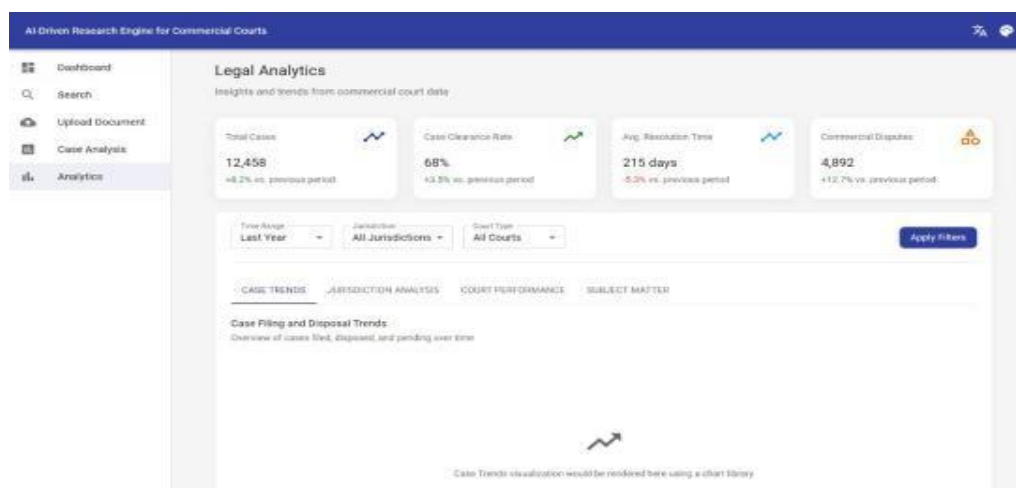 AI-Driven Research Engine for Commercial Courts
Dashboard
Search
Upload Document
Case Analysis
Analytics
Legal Analytics
Insights and trends from commercial court data
Total Cases
12,458
+8.2% vs. previous period
Case Clearance Rate
68%
+3.5% vs. previous period
Avg. Resolution Time
215 days
-5.3% vs. previous period
Commercial Disputes
4,892
+12.7% vs. previous period
Time Range
Last Year
Jurisdiction
All Jurisdictions
Court Type
All Courts
Apply Filters
CASE TRENDS
JURISDICTION ANALYSIS
COURT PERFORMANCE
SUBJECT MATTER
Case Filing and Disposal Trends
Overview of cases filed, disposed, and pending over time
Case Trends visualization would be rendered here using a chart library